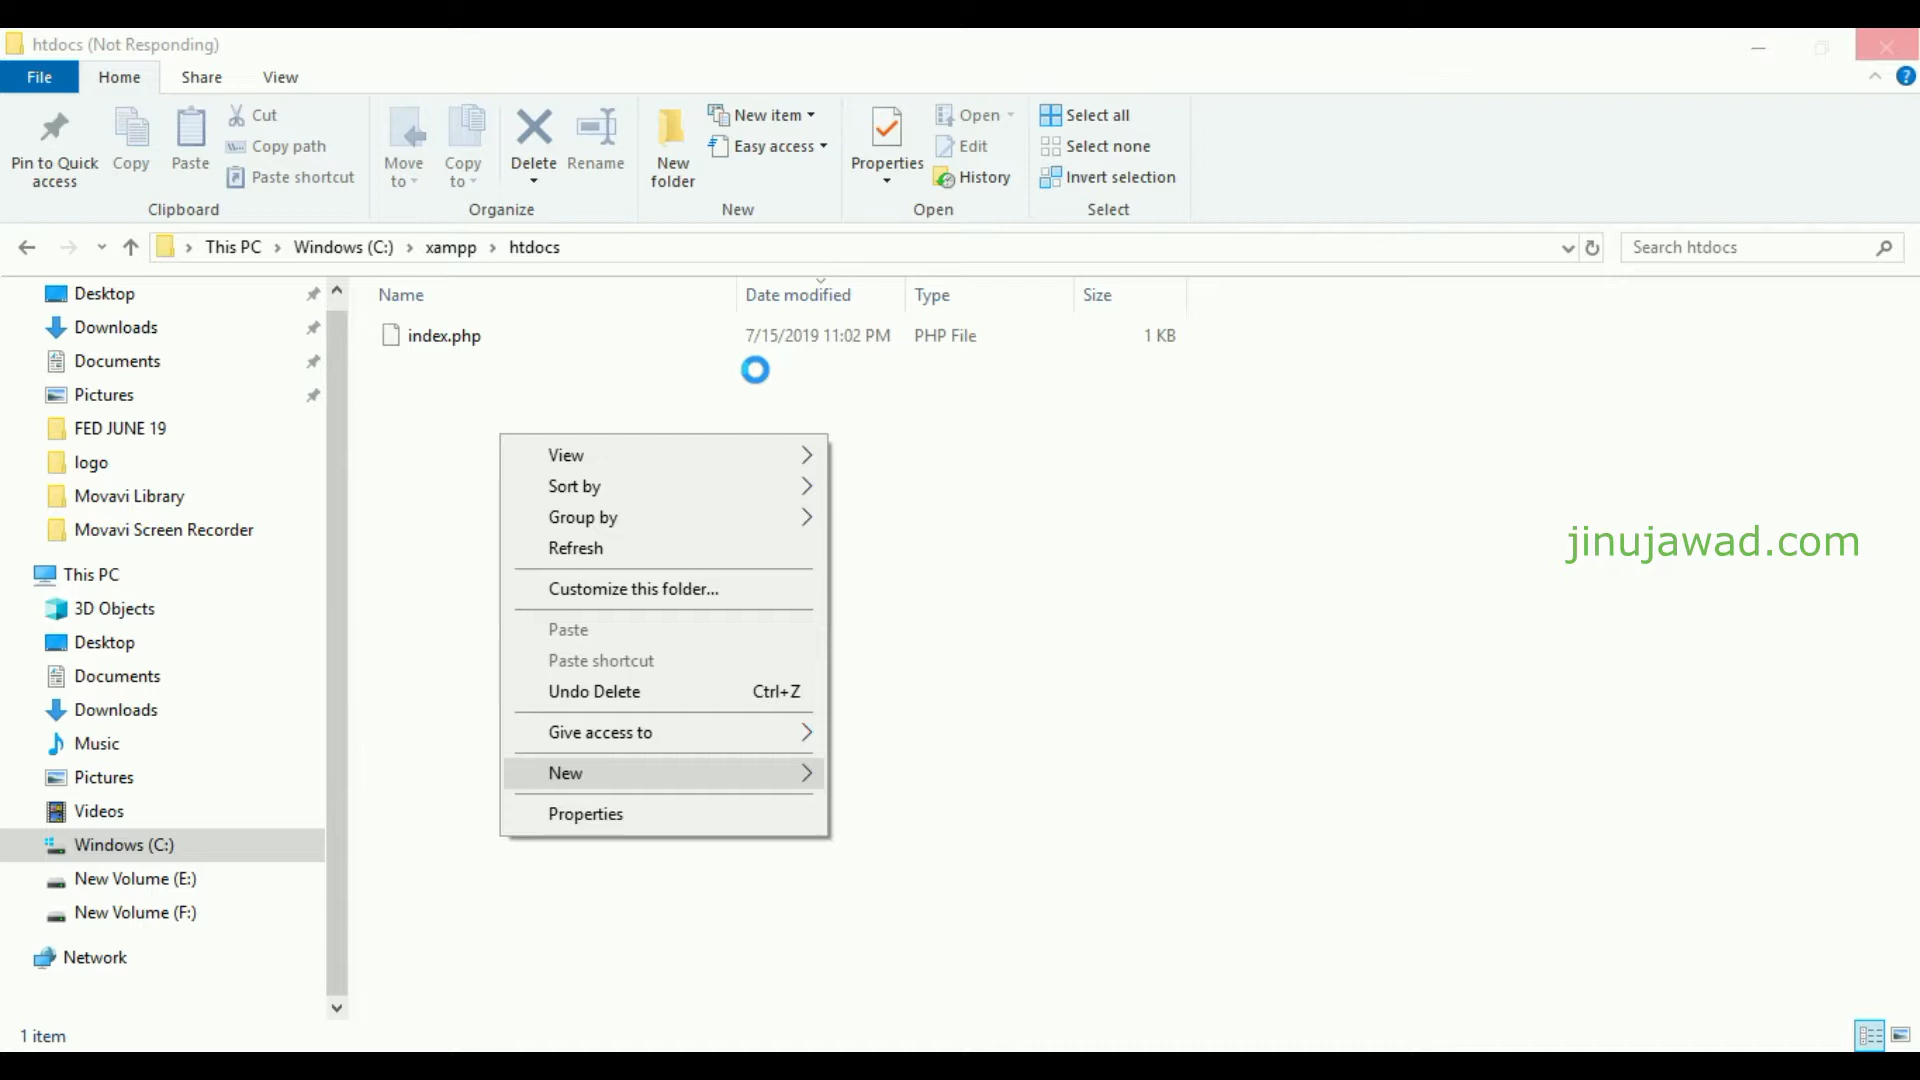 htdocs (Not Responding)
File Home Share View
Pin to Quick access
Copy
Paste
Cut
Copy path
Paste shortcut
Clipboard
Move to
Copy to
Delete
Rename
Organize
New folder
New item
Easy access
New
Properties
Open
Edit
History
Open
Select all
Select none
Invert selection
Select
This PC > Windows (C:) > xampp > htdocs
Search htdocs
Desktop
Downloads
Documents
Pictures
FED JUNE 19
logo
Movavi Library
Movavi Screen Recorder
This PC
3D Objects
Desktop
Documents
Downloads
Music
Pictures
Videos
Windows (C:)
New Volume (E:)
New Volume (F:)
Network
Name Date modified Type Size
index.php 7/15/2019 11:02 PM PHP File 1 KB
View
Sort by
Group by
Refresh
Customize this folder...
Paste
Paste shortcut
Undo Delete Ctrl+Z
Give access to
New
Properties
jinujawad.com
1 item